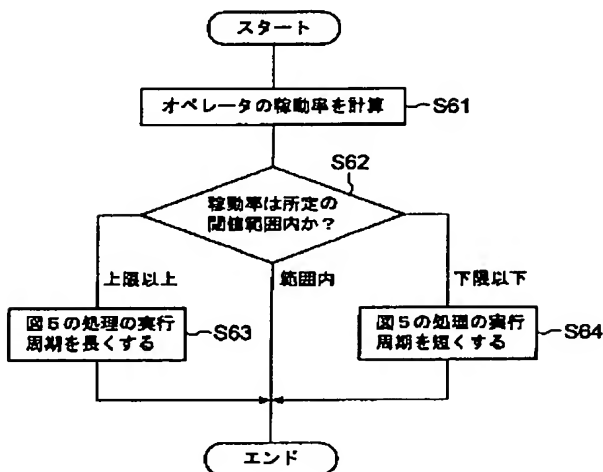 スタート
オペレータの稼動率を計算
S61
S62
稼動率は所定の
閾値範囲内か?
上限以上
範囲内
下限以下
図5の処理の実行
周期を長くする
S63
図5の処理の実行
周期を短くする
S64
エンド